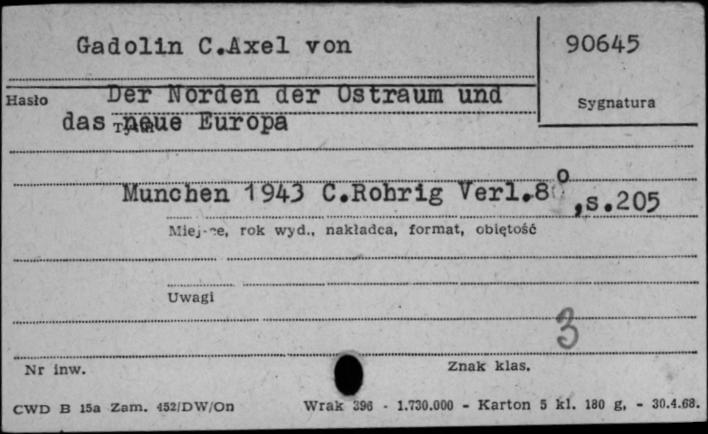 Gadolin C.Axel von
90645
Hasło
Der Norden der Ostraum und
Sygnatura
das neue Europa
Munchen 1943 C.Rohrig Verl.8⁰,s.205
Miejsce, rok wyd., nakładca, format, objętość
Uwagi
3
Nr inw.
Znak klas.
CWD B 15a Zam. 452/DW/On
Wrak 396 - 1.730.000 - Karton 5 kl. 180 g. - 30.4.68.